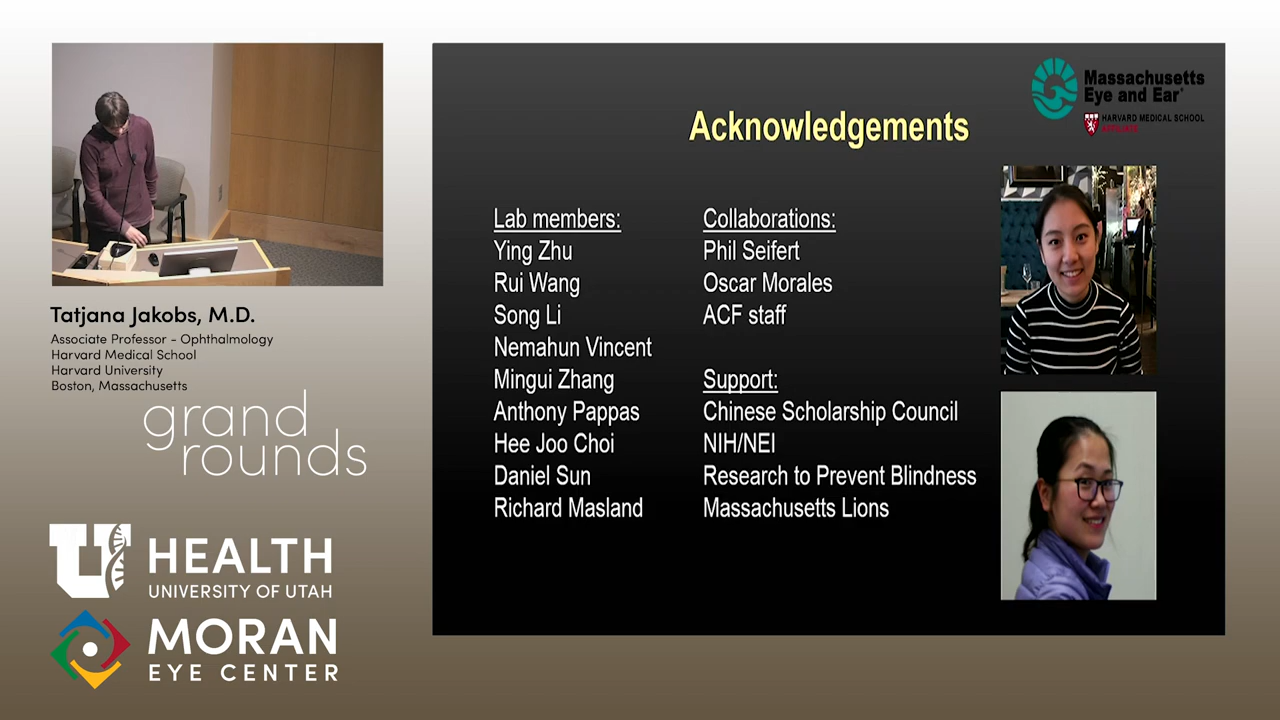 Tatjana Jakobs, M.D.
Associate Professor - Ophthalmology
Harvard Medical School
Harvard University
Boston, Massachusetts
grand
rounds
U HEALTH
UNIVERSITY OF UTAH
MORAN
EYE CENTER
Massachusetts
Eye and Ear
HARVARD MEDICAL SCHOOL
AFFILIATE
Acknowledgements
Lab members:
Ying Zhu
Rui Wang
Song Li
Nemahun Vincent
Mingui Zhang
Anthony Pappas
Hee Joo Choi
Daniel Sun
Richard Masland
Collaborations:
Phil Seifert
Oscar Morales
ACF staff
Support:
Chinese Scholarship Council
NIH/NEI
Research to Prevent Blindness
Massachusetts Lions